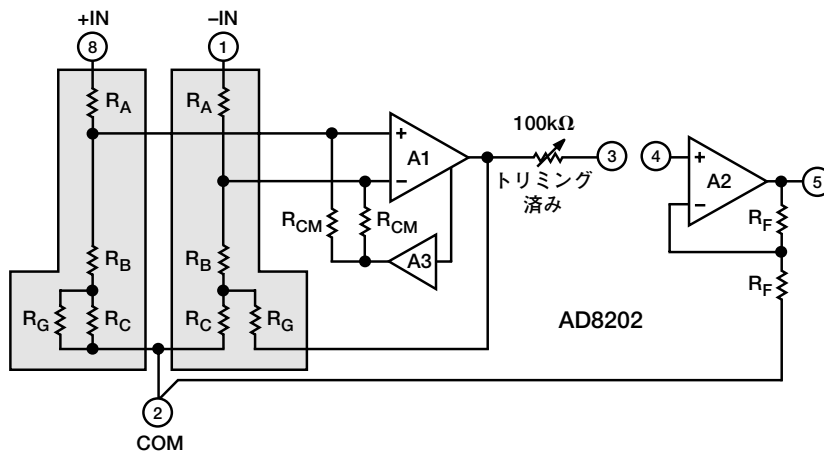 +IN
–IN
8
1
RA
RA
100kΩ
+
A1
–
3
4
+
A2
–
5
トリミング
済み
RCM
RCM
RF
RB
RB
A3
RF
RG
RC
RC
RG
AD8202
2
COM